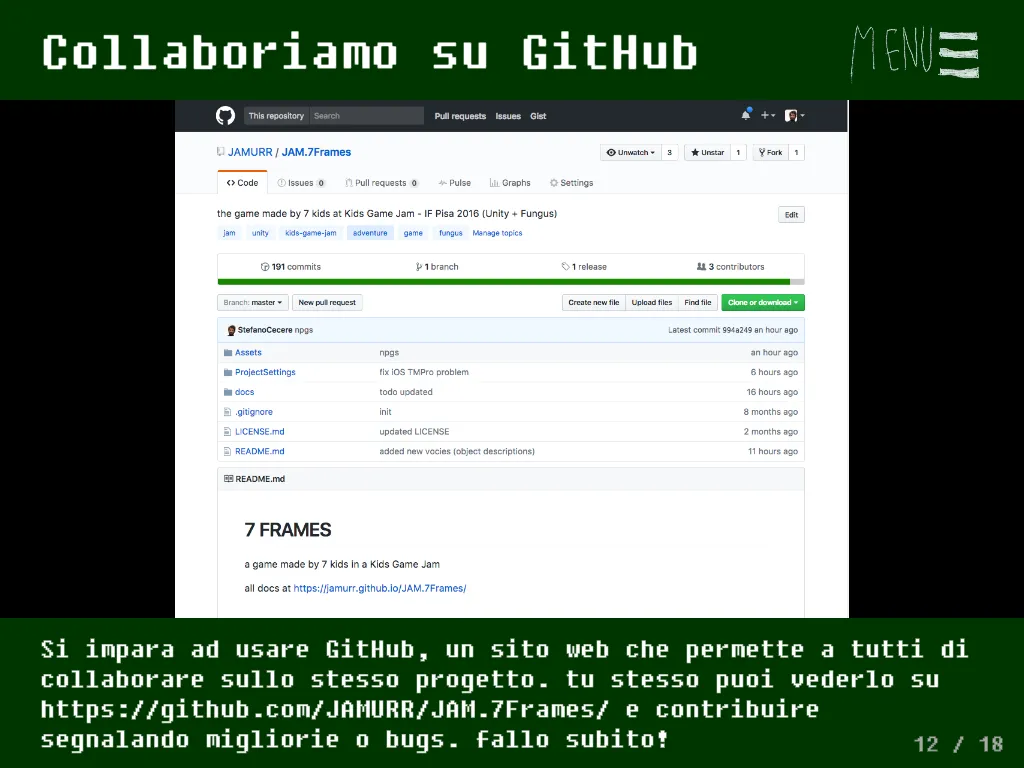 Collaboriamo su GitHub
MENU
This repository Search Pull requests Issues Gist
JAMURR / JAM.7Frames Unwatch 3 Unstar 1 Fork 1
Code Issues 0 Pull requests 0 Pulse Graphs Settings
the game made by 7 kids at Kids Game Jam - IF Pisa 2016 (Unity + Fungus) Edit
jam unity kids-game-jam adventure game fungus Manage topics
191 commits 1 branch 1 release 3 contributors
Branch: master New pull request Create new file Upload files Find file Clone or download
StefanoCecere npgs Latest commit 994a249 an hour ago
Assets npgs an hour ago
ProjectSettings fix iOS TMPro problem 6 hours ago
docs todo updated 16 hours ago
.gitignore init 8 months ago
LICENSE.md updated LICENSE 2 months ago
README.md added new vocies (object descriptions) 11 hours ago
README.md
7 FRAMES
a game made by 7 kids in a Kids Game Jam
all docs at https://jamurr.github.io/JAM.7Frames/
Si impara ad usare GitHub, un sito web che permette a tutti di
collaborare sullo stesso progetto. tu stesso puoi vederlo su
https://github.com/JAMURR/JAM.7Frames/ e contribuire
segnalando migliorie o bugs. fallo subito!
12 / 18